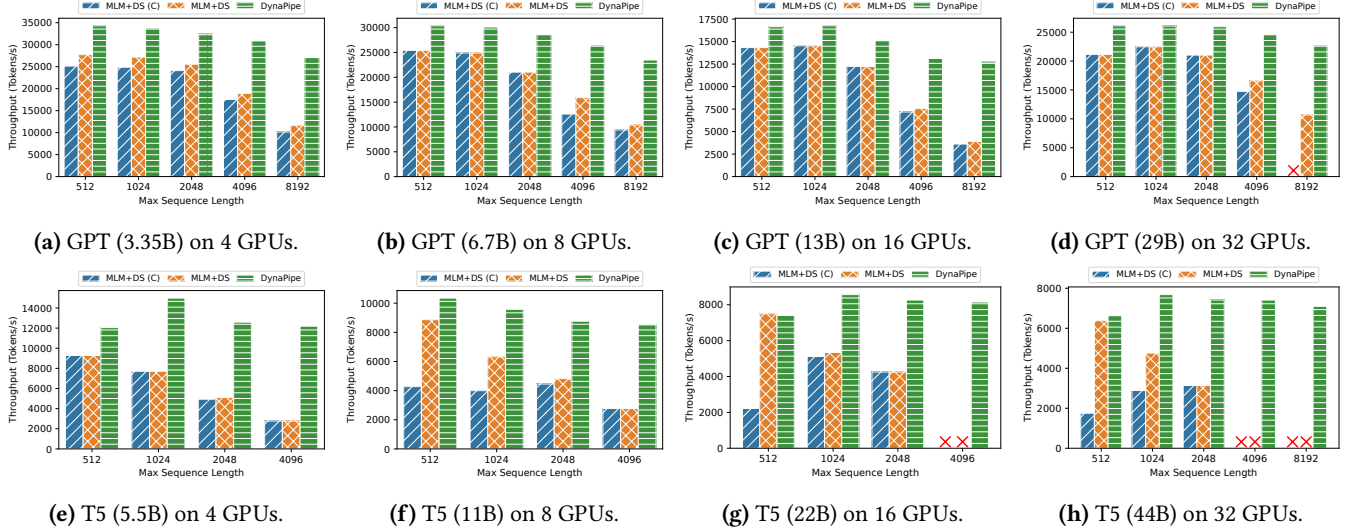 MLM+DS (C) MLM+DS DynaPipe
35000
30000
25000
20000
15000
10000
5000
0
Throughput (Tokens/s)
512 1024 2048 4096 8192
Max Sequence Length
(a) GPT (3.35B) on 4 GPUs.
MLM+DS (C) MLM+DS DynaPipe
30000
25000
20000
15000
10000
5000
0
Throughput (Tokens/s)
512 1024 2048 4096 8192
Max Sequence Length
(b) GPT (6.7B) on 8 GPUs.
MLM+DS (C) MLM+DS DynaPipe
17500
15000
12500
10000
7500
5000
2500
0
Throughput (Tokens/s)
512 1024 2048 4096 8192
Max Sequence Length
(c) GPT (13B) on 16 GPUs.
MLM+DS (C) MLM+DS DynaPipe
25000
20000
15000
10000
5000
0
Throughput (Tokens/s)
512 1024 2048 4096 8192
Max Sequence Length
(d) GPT (29B) on 32 GPUs.
MLM+DS (C) MLM+DS DynaPipe
14000
12000
10000
8000
6000
4000
2000
0
Throughput (Tokens/s)
512 1024 2048 4096
Max Sequence Length
(e) T5 (5.5B) on 4 GPUs.
MLM+DS (C) MLM+DS DynaPipe
10000
8000
6000
4000
2000
0
Throughput (Tokens/s)
512 1024 2048 4096
Max Sequence Length
(f) T5 (11B) on 8 GPUs.
MLM+DS (C) MLM+DS DynaPipe
8000
6000
4000
2000
0
Throughput (Tokens/s)
512 1024 2048 4096
Max Sequence Length
(g) T5 (22B) on 16 GPUs.
MLM+DS (C) MLM+DS DynaPipe
8000
6000
4000
2000
0
Throughput (Tokens/s)
512 1024 2048 4096 8192
Max Sequence Length
(h) T5 (44B) on 32 GPUs.